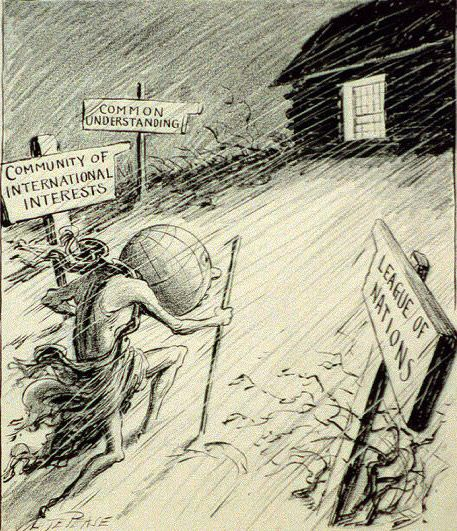 COMMON
UNDERSTANDING
COMMUNITY OF
INTERNATIONAL
INTERESTS
LEAGUE OF
NATIONS